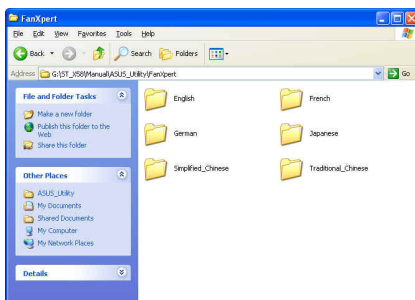 FanXpert
File Edit View Favorites Tools Help
Back Search Folders
Address G:\ST_X58\Manual\ASUS_Utility\FanXpert Go
File and Folder Tasks
Make a new folder
Publish this folder to the
Web
Share this folder
Other Places
ASUS_Utility
My Documents
Shared Documents
My Computer
My Network Places
Details
English French
German Japanese
Simplified_Chinese Traditional_Chinese